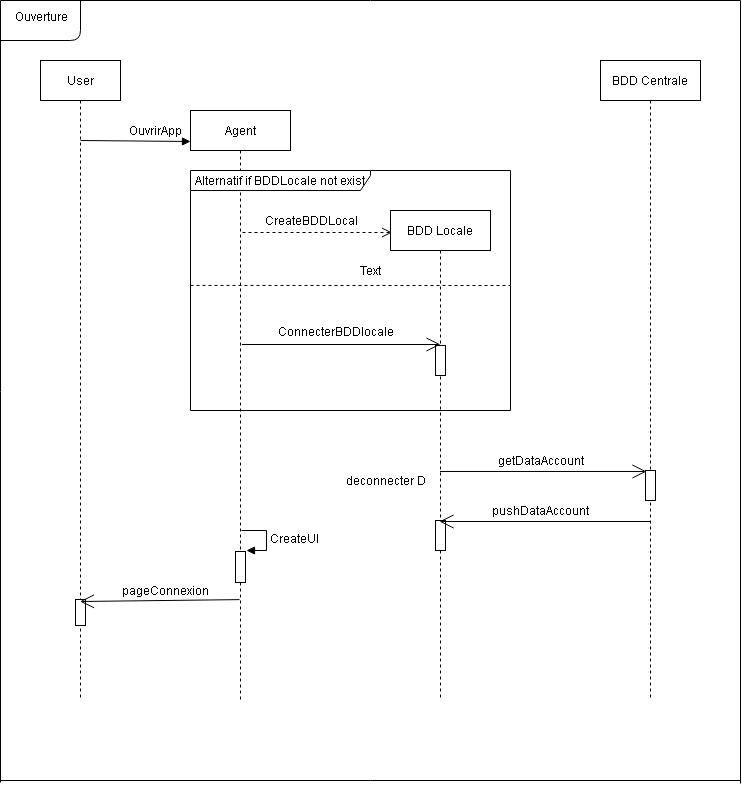 Ouverture
User
BDD Centrale
OuvrirApp
Agent
Alternatif if BDDLocale not exist
CreateBDDLocal
BDD Locale
Text
ConnecterBDDlocale
getDataAccount
deconnecter D
pushDataAccount
CreateUI
pageConnexion